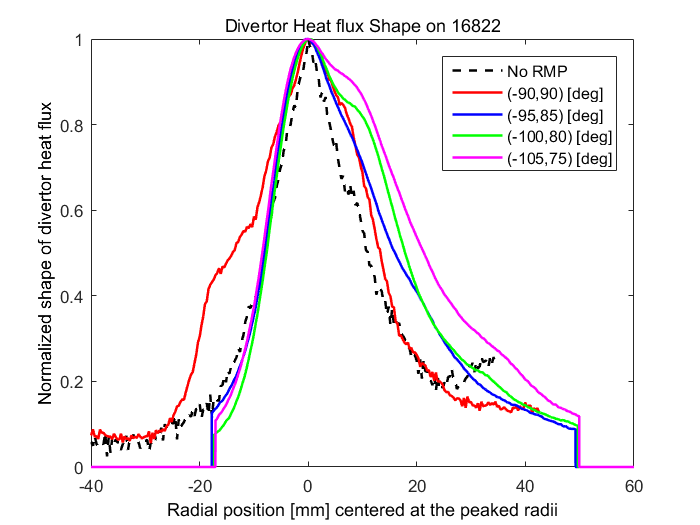 Divertor Heat flux Shape on 16822
Normalized shape of divertor heat flux
1
0.8
0.6
0.4
0.2
0
-40
-20
0
20
40
60
Radial position [mm] centered at the peaked radii
No RMP
(-90,90) [deg]
(-95,85) [deg]
(-100,80) [deg]
(-105,75) [deg]